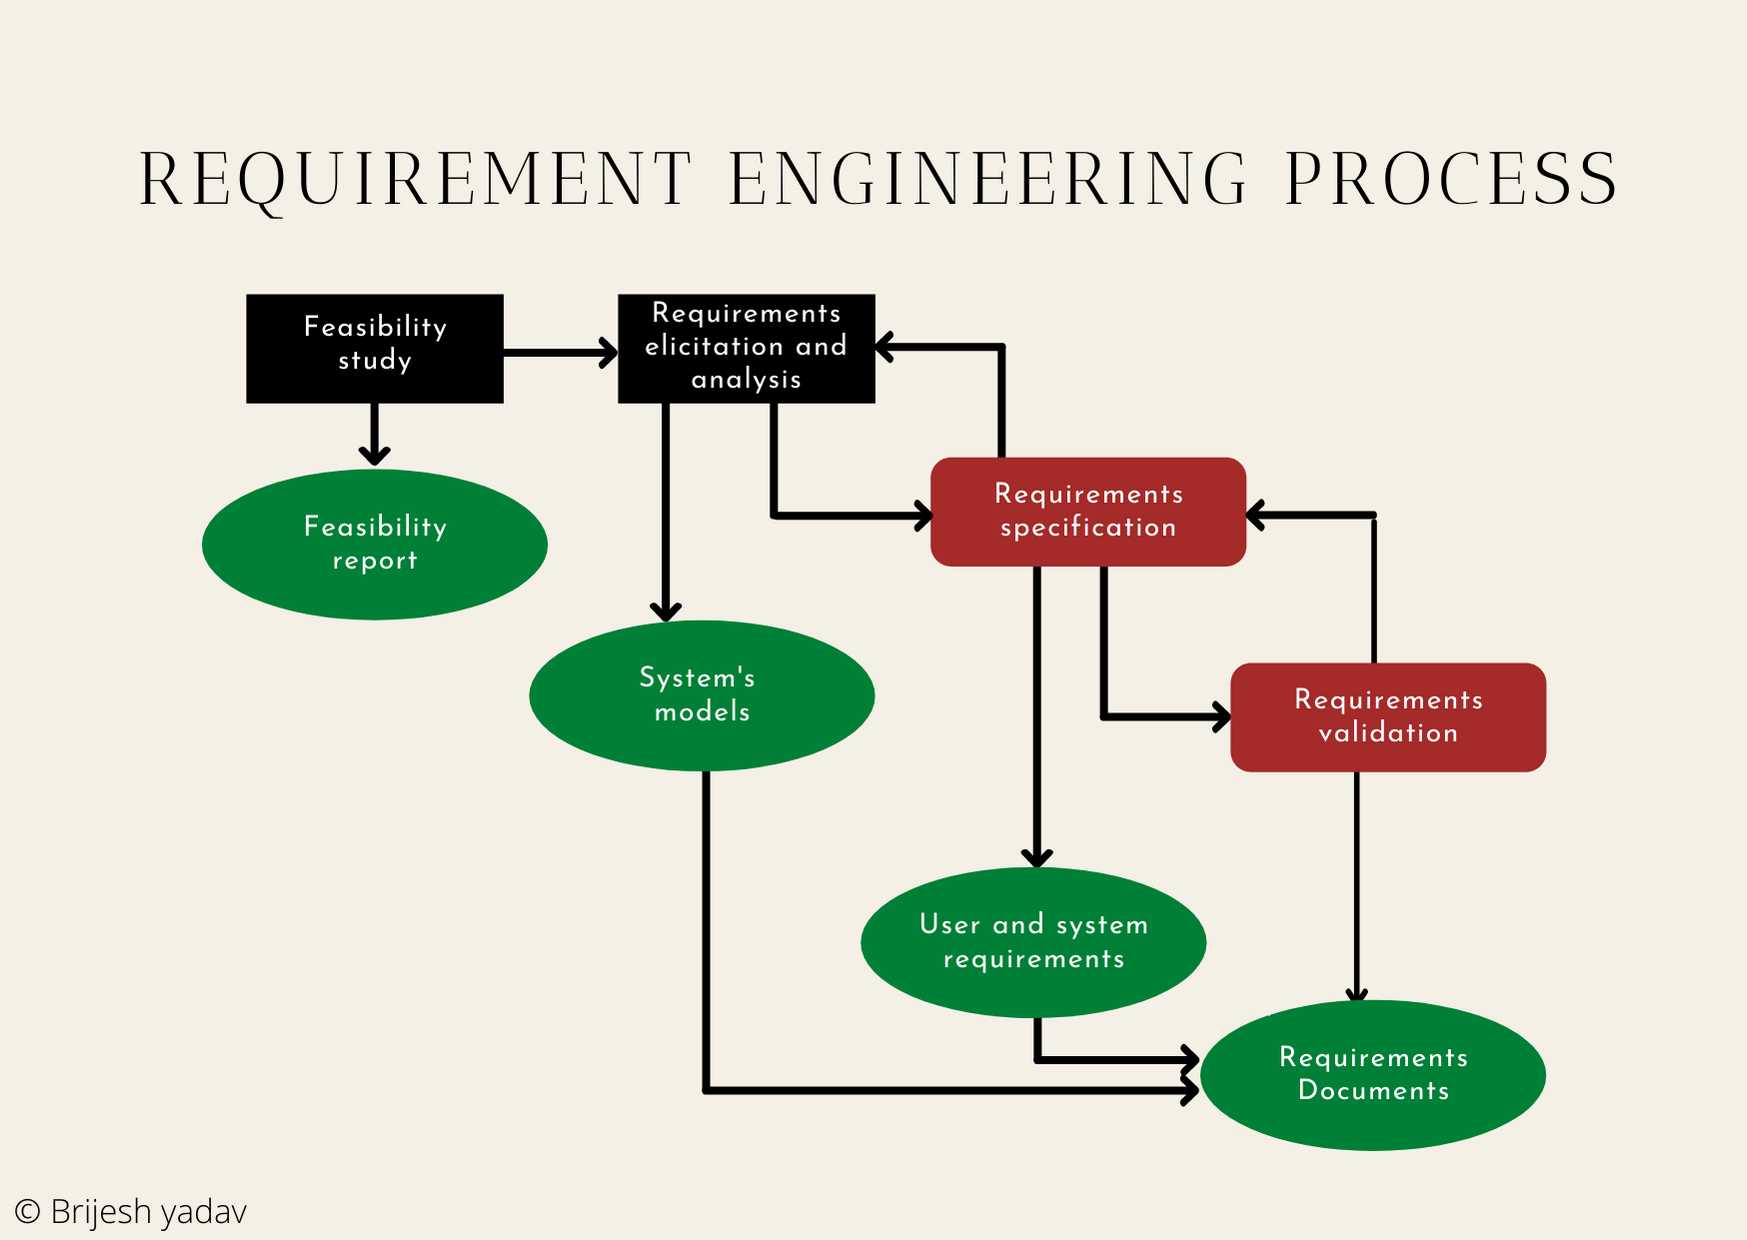 REQUIREMENT ENGINEERING PROCESS
Feasibility
study
Requirements
elicitation and
analysis
Feasibility
report
Requirements
specification
System's
models
Requirements
validation
User and system
requirements
Requirements
Documents
© Brijesh yadav